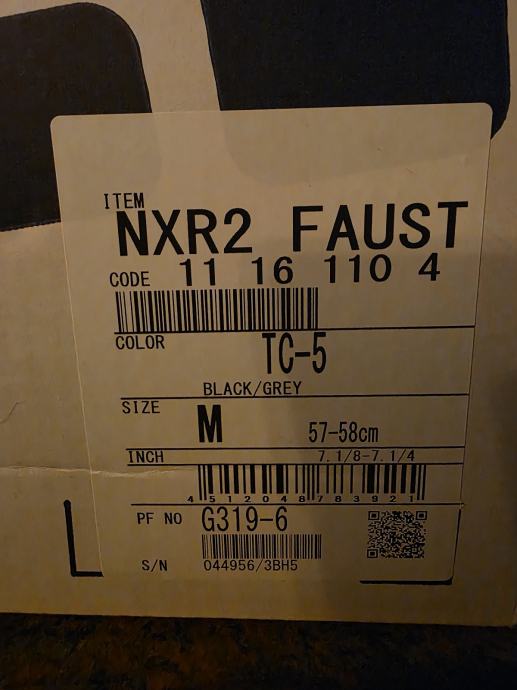 ITEM
NXR2 FAUST
CODE 11 16 110 4
COLOR
TC-5
BLACK/GREY
SIZE
M 57-58cm
INCH 7.1/8-7.1/4
4 512048 783921
PF NO G319-6
S/N 044956/3BH5